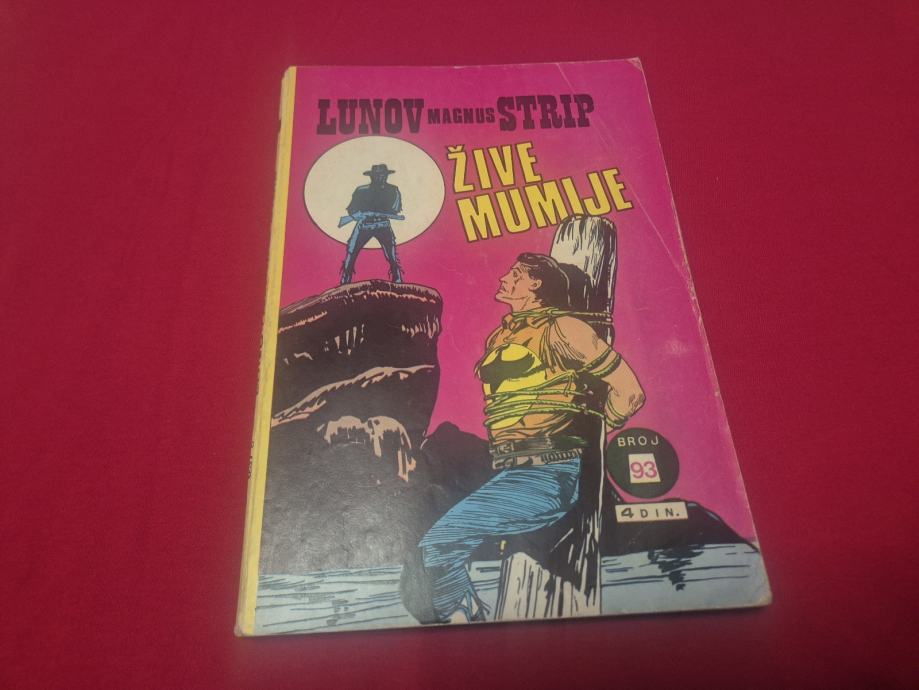 LUNOV MAGNUS STRIP
ŽIVE
MUMIJE
BROJ
93
4 DIN.